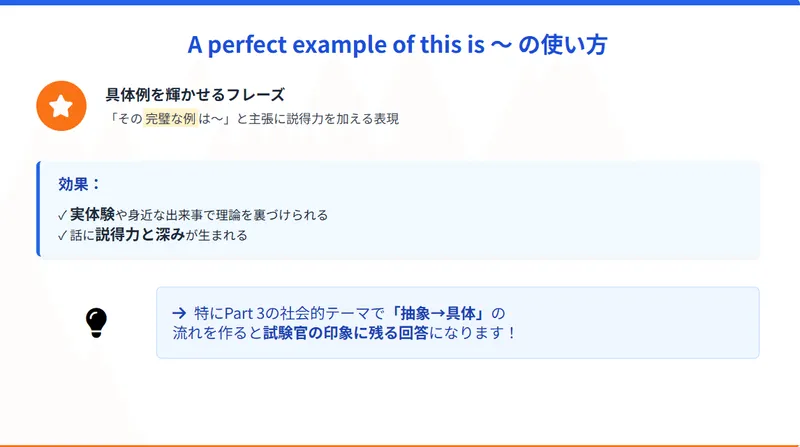 A perfect example of this is ～ の使い方
具体例を輝かせるフレーズ
「その 完璧な例 は～」と主張に説得力を加える表現
効果：
✓ 実体験や身近な出来事で理論を裏づけられる
✓ 話に説得力と深みが生まれる
→ 特にPart 3の社会的テーマで「抽象→具体」の
流れを作ると試験官の印象に残る回答になります！